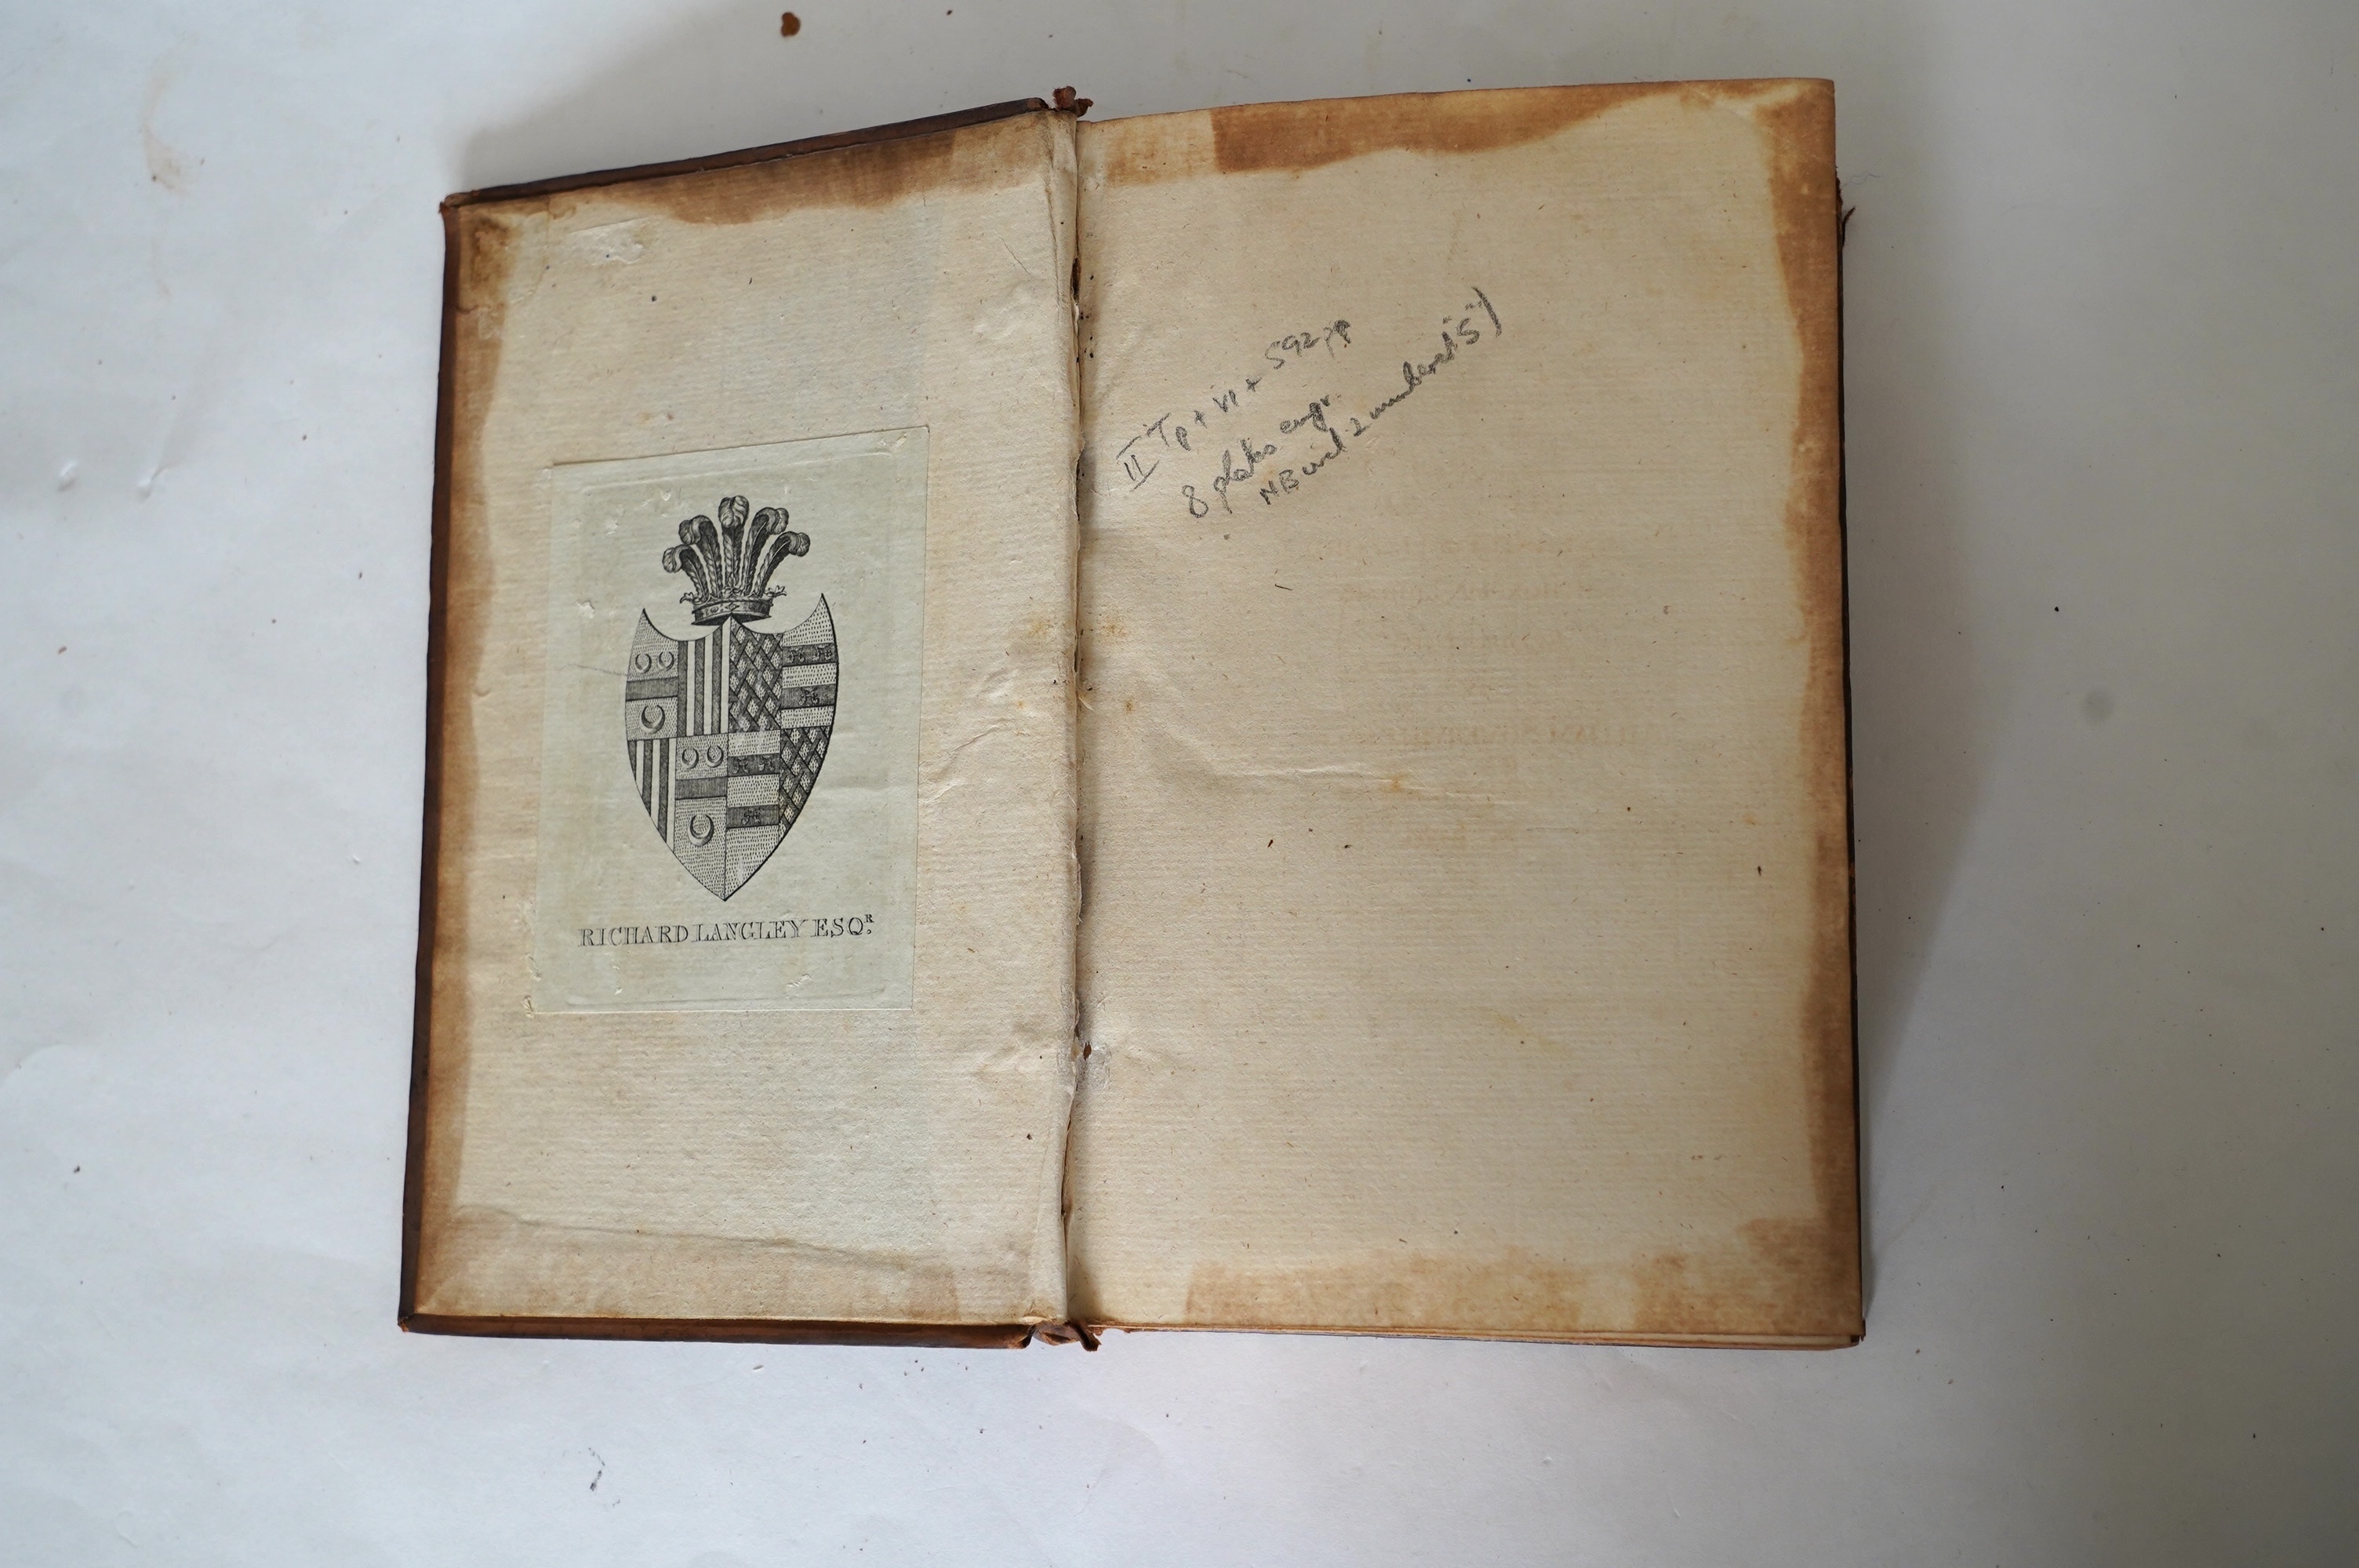 RICHARD LANGLEY ESQ.R
II Tp + vi + 592 pp
8 plates engr.
NB incl 2 numbered "5")